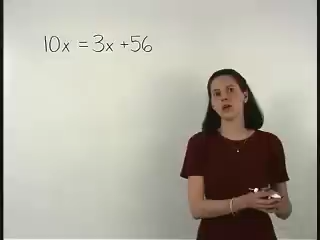 10x = 3x + 56